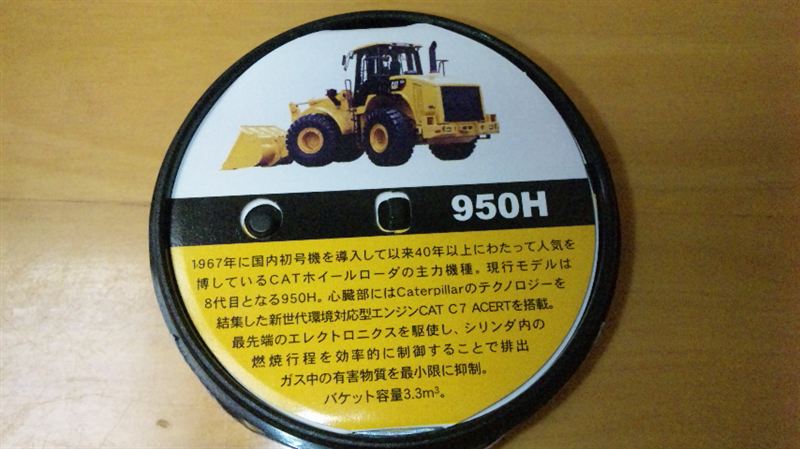 CAT
950H
1967年に国内初号機を導入して以来40年以上にわたって人気を
博しているCATホイールローダの主力機種。現行モデルは
8代目となる950H。心臓部にはCaterpillarのテクノロジーを
結集した新世代環境対応型エンジンCAT C7 ACERTを搭載。
最先端のエレクトロニクスを駆使し、シリンダ内の
燃焼行程を効率的に制御することで排出
ガス中の有害物質を最小限に抑制。
バケット容量3.3m³。